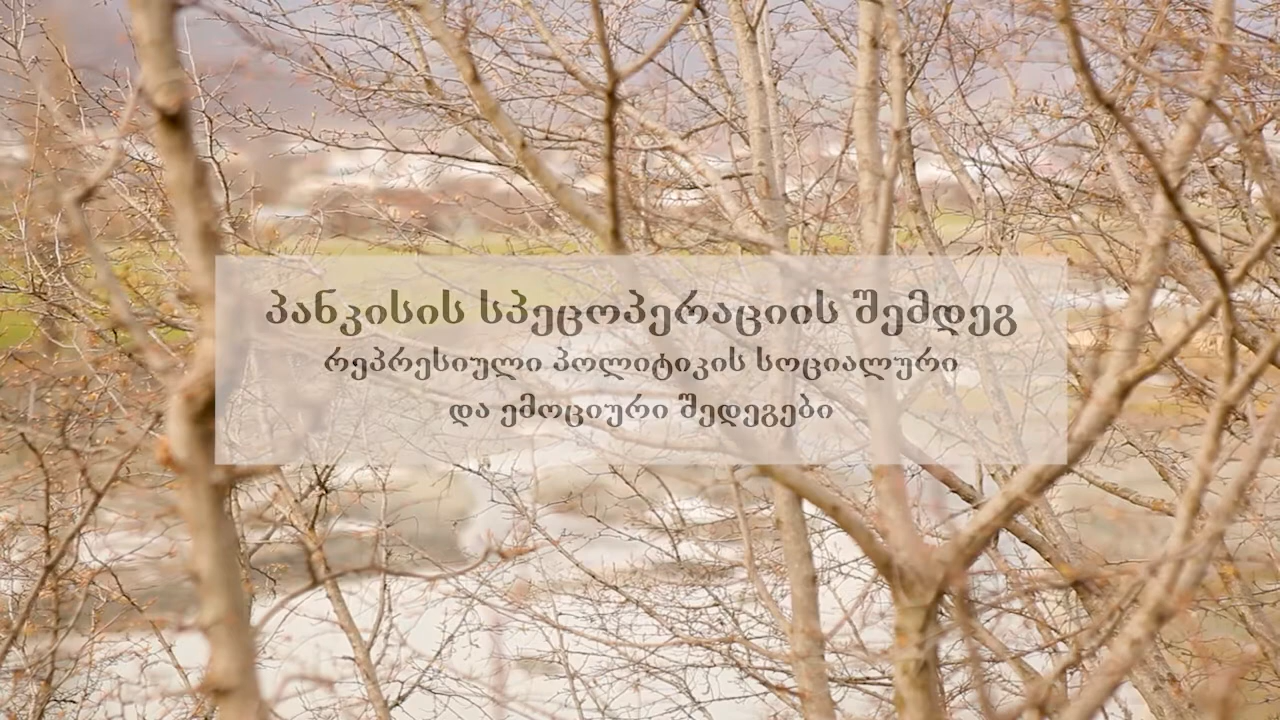 პანკისის სპეცოპერაციის შემდეგ
რეპრესიული პოლიტიკის სოციალური
და ემოციური შედეგები